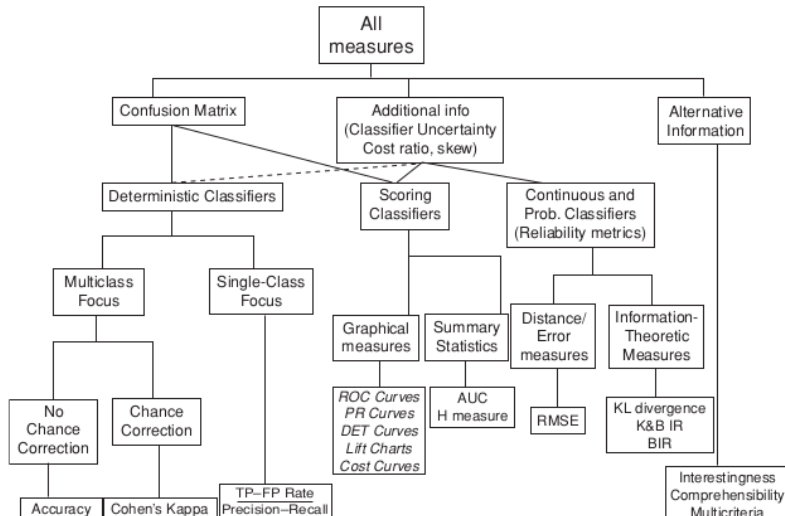 All
measures
Confusion Matrix
Additional info
(Classifier Uncertainty
Cost ratio, skew)
Alternative
Information
Deterministic Classifiers
Scoring
Classifiers
Continuous and
Prob. Classifiers
(Reliability metrics)
Multiclass
Focus
Single-Class
Focus
Graphical
measures
Summary
Statistics
Distance/
Error
measures
Information-
Theoretic
Measures
No
Chance
Correction
Chance
Correction
ROC Curves
PR Curves
DET Curves
Lift Charts
Cost Curves
AUC
H measure
RMSE
KL divergence
K&B IR
BIR
Accuracy
Cohen's Kappa
TP–FP Rate
Precision–Recall
Interestingness
Comprehensibility
Multicriteria